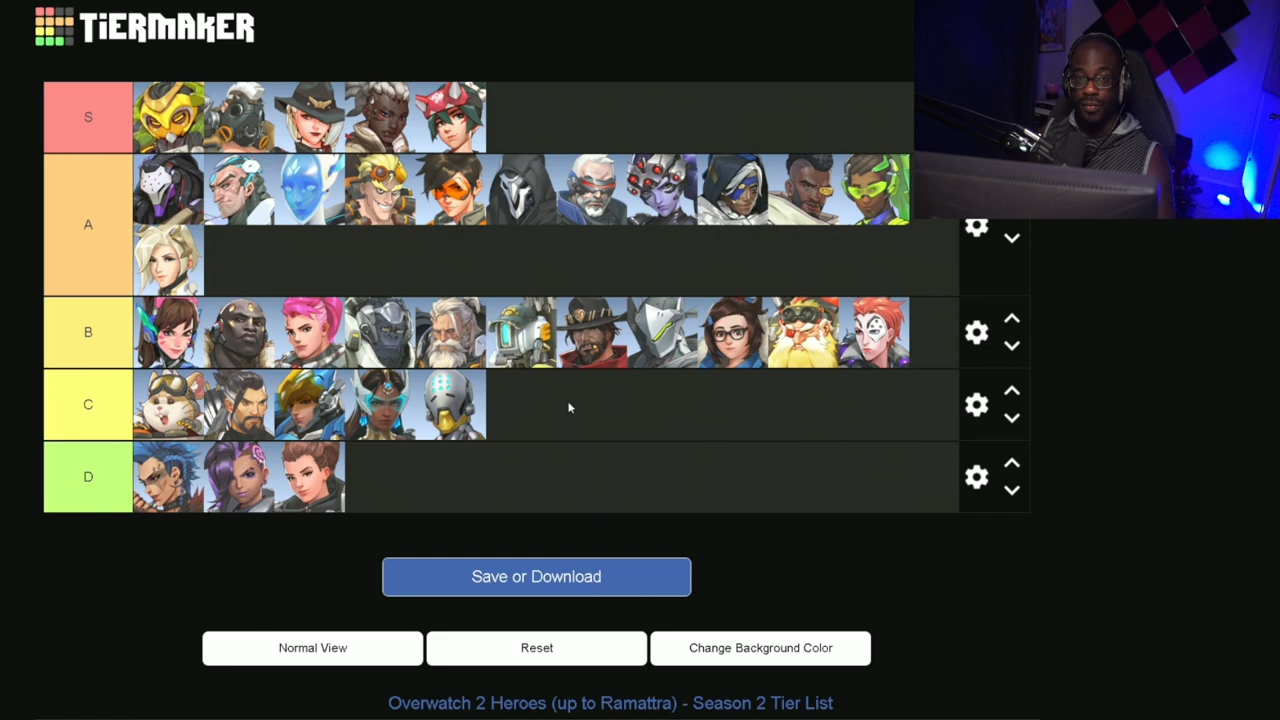 TiERMAKER
S
A
B
C
D
Save or Download
Normal View
Reset
Change Background Color
Overwatch 2 Heroes (up to Ramattra) - Season 2 Tier List